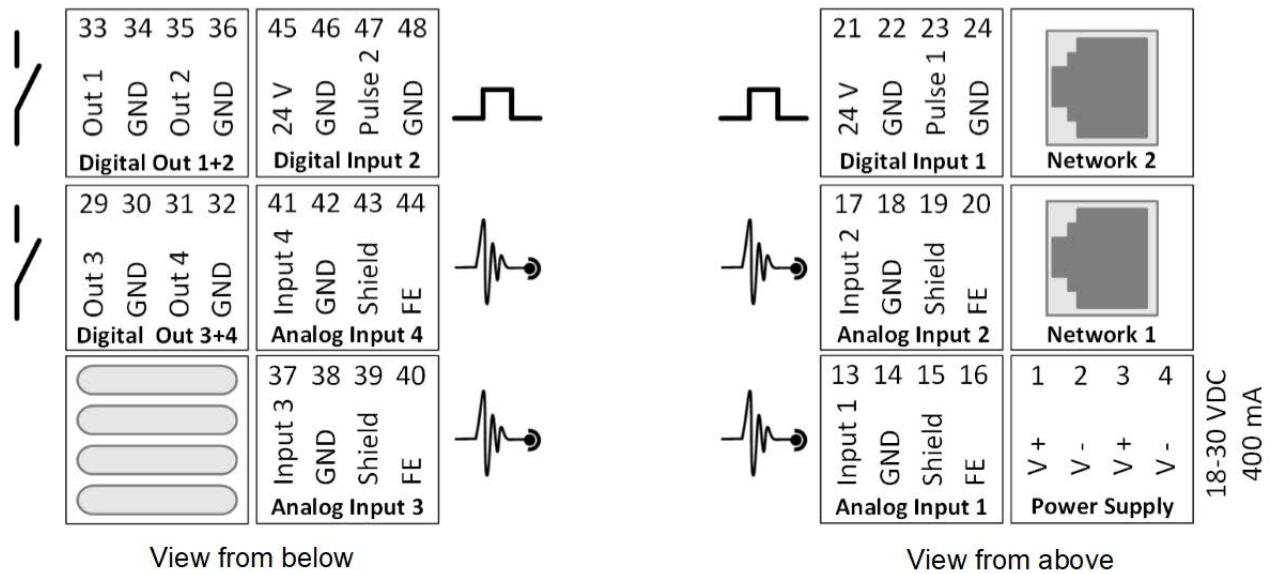 33 34 35 36
Out 1
GND
Out 2
GND
Digital Out 1+2
45 46 47 48
24 V
GND
Pulse 2
GND
Digital Input 2
29 30 31 32
Out 3
GND
Out 4
GND
Digital Out 3+4
41 42 43 44
Input 4
GND
Shield
FE
Analog Input 4
37 38 39 40
Input 3
GND
Shield
FE
Analog Input 3
View from below
21 22 23 24
24 V
GND
Pulse 1
GND
Digital Input 1
Network 2
17 18 19 20
Input 2
GND
Shield
FE
Analog Input 2
Network 1
13 14 15 16
Input 1
GND
Shield
FE
Analog Input 1
1 2 3 4
V +
V -
V +
V -
Power Supply
18-30 VDC
400 mA
View from above